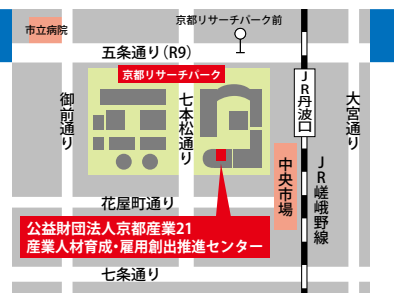 市立病院
京都リサーチパーク前
五条通り（R9）
京都リサーチパーク
御前通り
七本松通り
JR丹波口
大宮通り
中央市場
JR嵯峨野線
花屋町通り
公益財団法人京都産業21
産業人材育成・雇用創出推進センター
七条通り